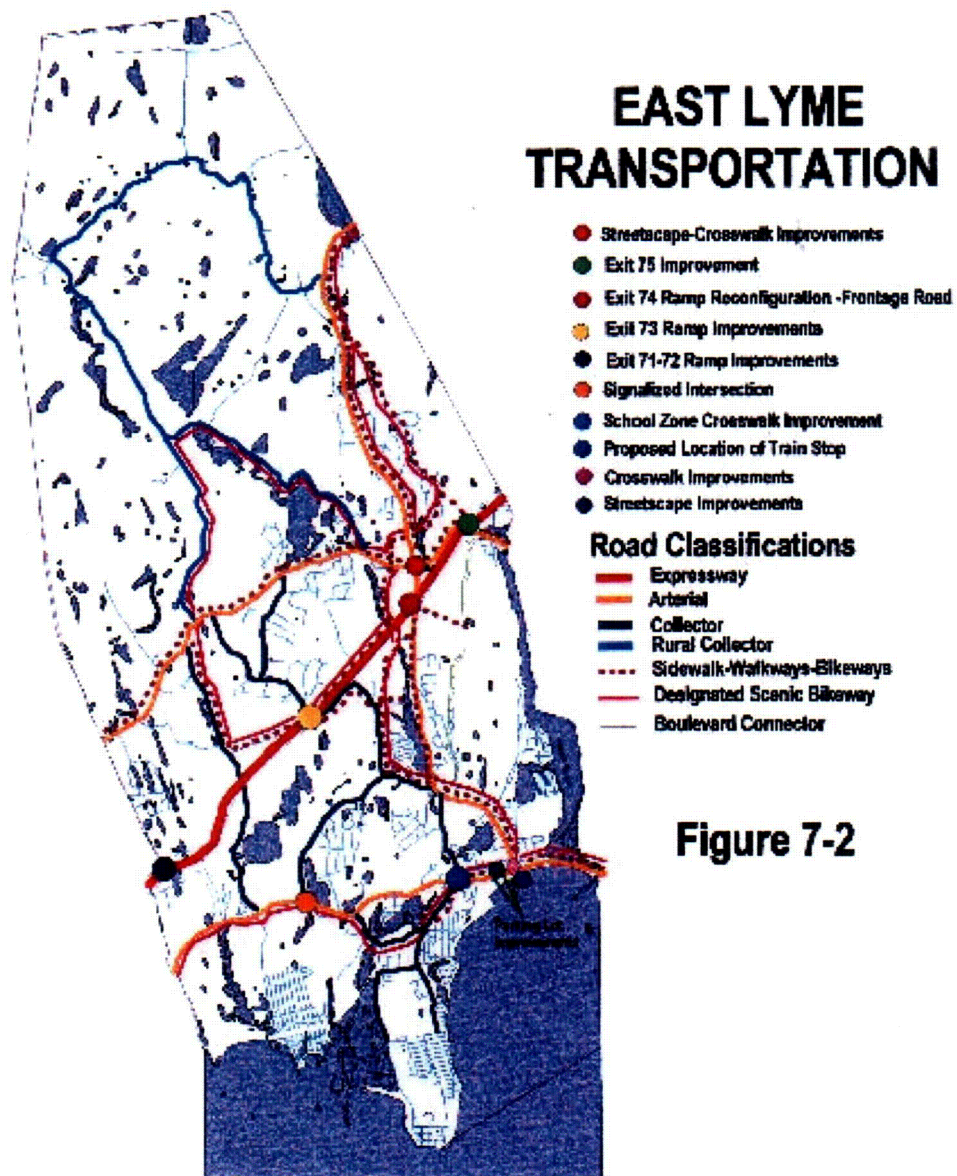 EAST LYME
TRANSPORTATION
Streetscape-Crosswalk Improvements
Exit 75 Improvement
Exit 74 Ramp Reconfiguration -Frontage Road
Exit 73 Ramp Improvements
Exit 71-72 Ramp Improvements
Signalized Intersection
School Zone Crosswalk Improvement
Proposed Location of Train Stop
Crosswalk Improvements
Streetscape Improvements
Road Classifications
Expressway
Arterial
Collector
Rural Collector
Sidewalk-Walkways-Bikeways
Designated Scenic Bikeway
Boulevard Connector
Figure 7-2
Parking Lot
Improvements